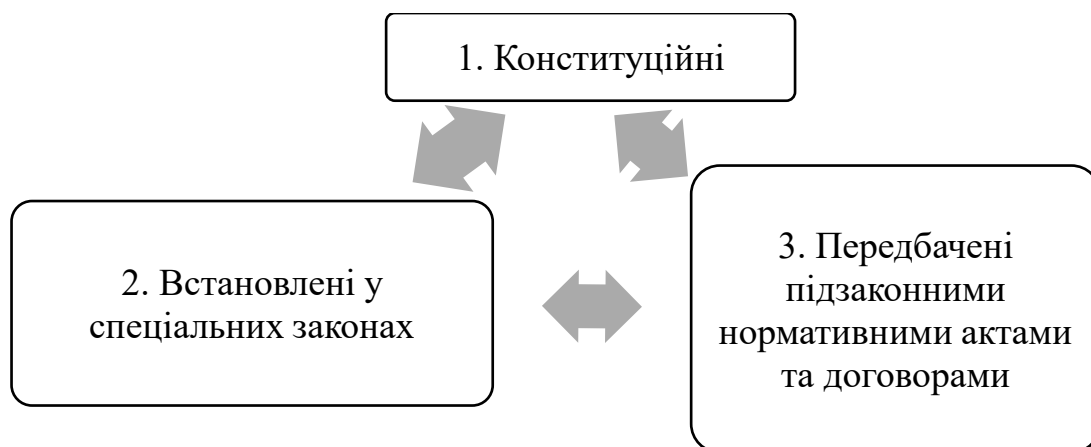 1. Конституційні
2. Встановлені у
спеціальних законах
3. Передбачені
підзаконними
нормативними актами
та договорами